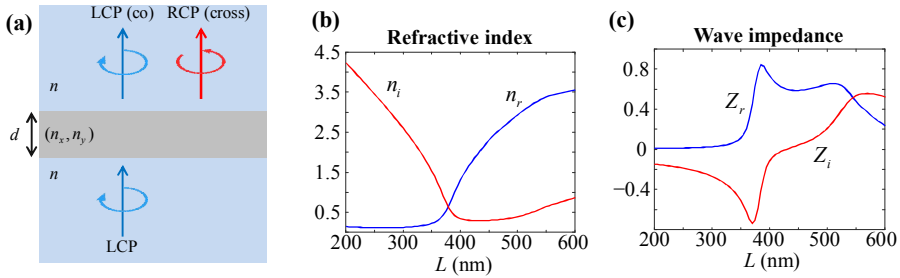 (a)
LCP (co) RCP (cross)
n
d
(n_x, n_y)
n
LCP
(b)
Refractive index
4.5
3.5
2.5
1.5
0.5
n_i
n_r
200 300 400 500 600
L (nm)
(c)
Wave impedance
0.8
0.4
0
−0.4
Z_r
Z_i
200 300 400 500 600
L (nm)